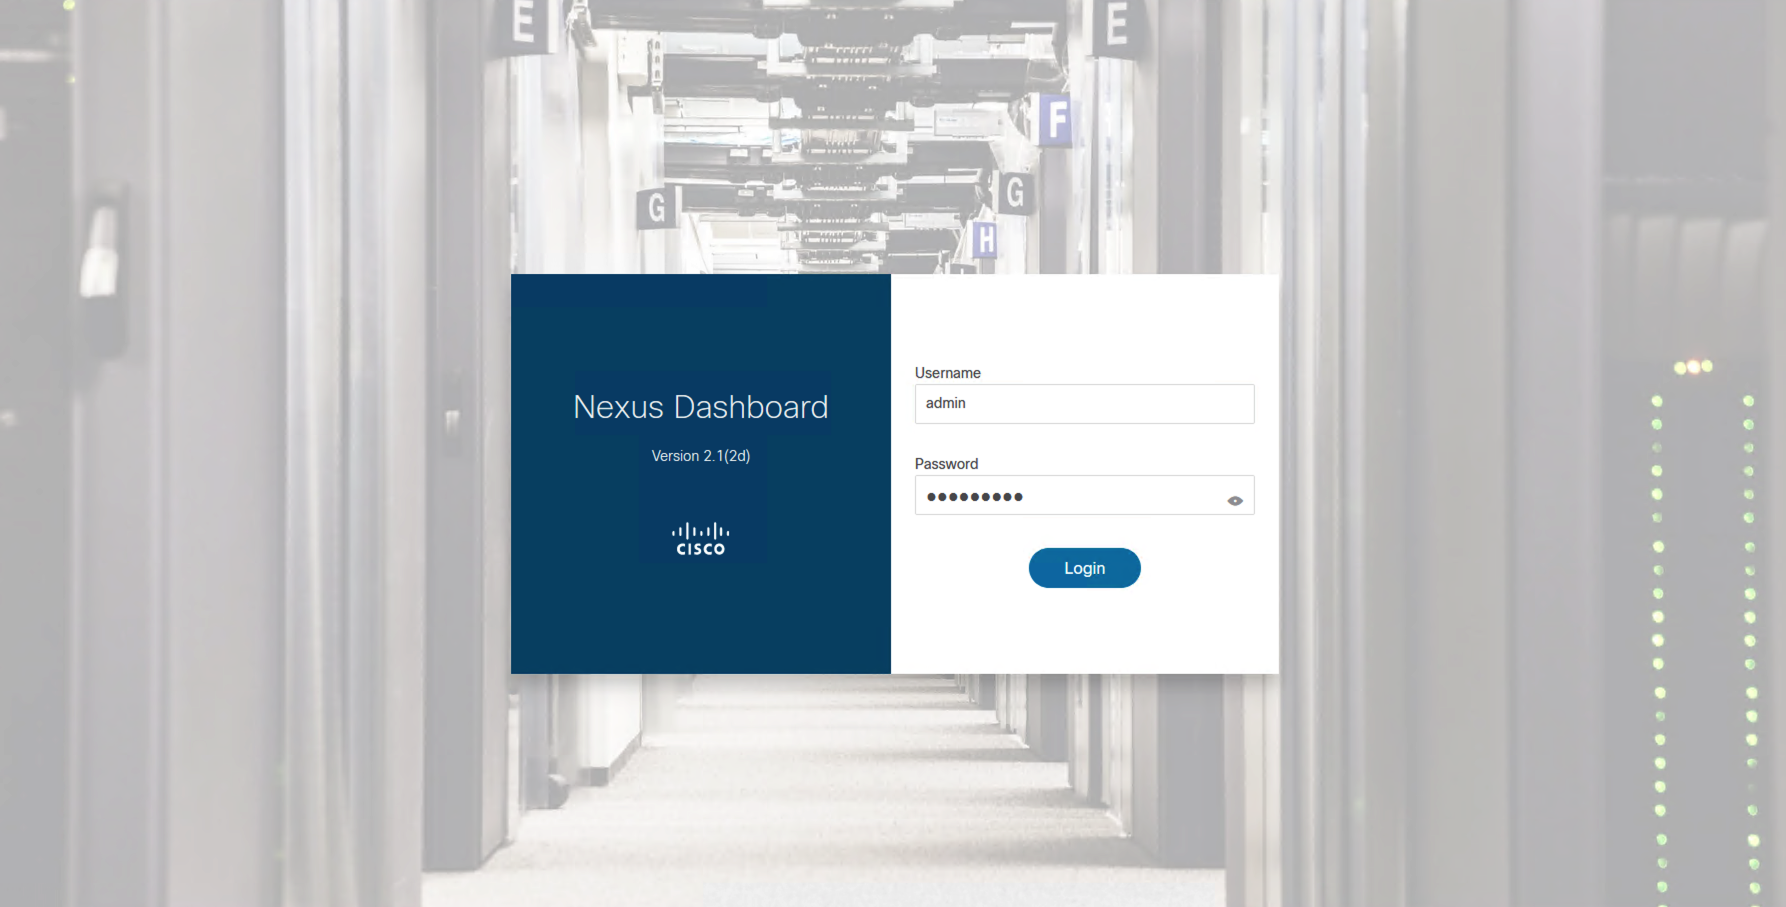 E
E
F
G
G
H
Nexus Dashboard
Version 2.1(2d)
CISCO
Username
admin
Password
●●●●●●●●●
Login